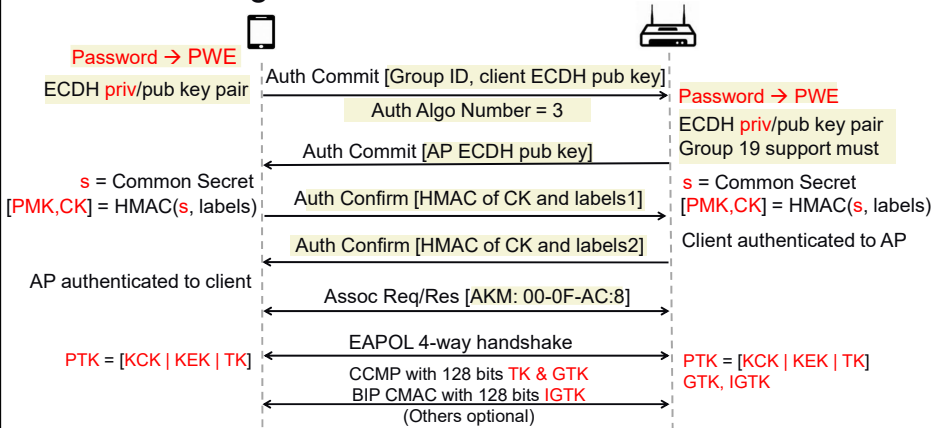 Password → PWE
ECDH priv/pub key pair
Auth Commit [Group ID, client ECDH pub key]
Auth Algo Number = 3
Password → PWE
ECDH priv/pub key pair
Group 19 support must
Auth Commit [AP ECDH pub key]
s = Common Secret
[PMK,CK] = HMAC(s, labels)
s = Common Secret
[PMK,CK] = HMAC(s, labels)
Auth Confirm [HMAC of CK and labels1]
Auth Confirm [HMAC of CK and labels2]
Client authenticated to AP
AP authenticated to client
Assoc Req/Res [AKM: 00-0F-AC:8]
EAPOL 4-way handshake
PTK = [KCK | KEK | TK]
PTK = [KCK | KEK | TK]
GTK, IGTK
CCMP with 128 bits TK & GTK
BIP CMAC with 128 bits IGTK
(Others optional)